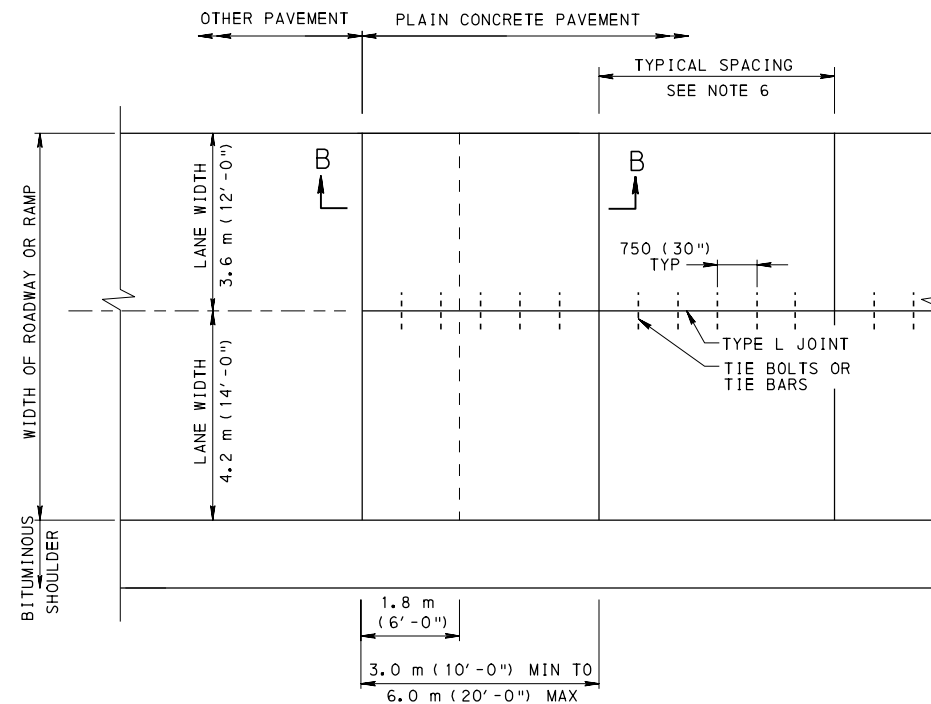 OTHER PAVEMENT
PLAIN CONCRETE PAVEMENT
TYPICAL SPACING
SEE NOTE 6
B
B
WIDTH OF ROADWAY OR RAMP
LANE WIDTH
3.6 m (12'-0")
750 (30")
TYP
TYPE L JOINT
TIE BOLTS OR
TIE BARS
LANE WIDTH
4.2 m (14'-0")
BITUMINOUS
SHOULDER
1.8 m
(6'-0")
3.0 m (10'-0") MIN TO
6.0 m (20'-0") MAX